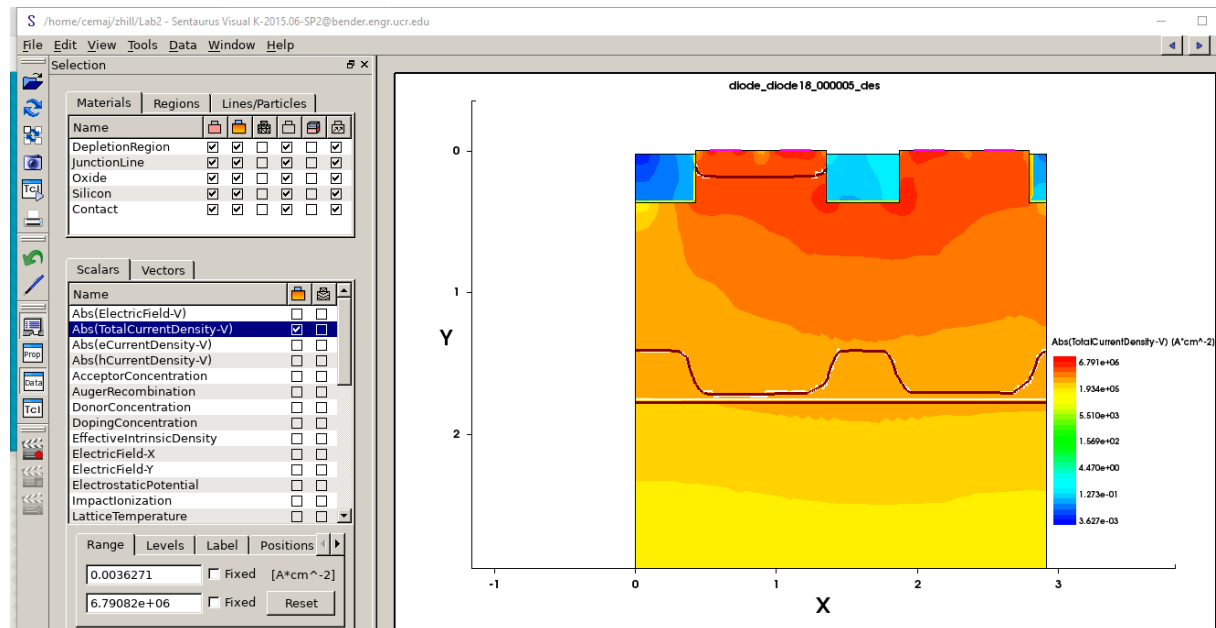 S /home/cemaj/zhill/Lab2 - Sentaurus Visual K-2015.06-SP2@bender.engr.ucr.edu
File Edit View Tools Data Window Help
Selection
Materials Regions Lines/Particles
Name
DepletionRegion
JunctionLine
Oxide
Silicon
Contact
Scalars Vectors
Name
Abs(ElectricField-V)
Abs(TotalCurrentDensity-V)
Abs(eCurrentDensity-V)
Abs(hCurrentDensity-V)
AcceptorConcentration
AugerRecombination
DonorConcentration
DopingConcentration
EffectiveIntrinsicDensity
ElectricField-X
ElectricField-Y
ElectrostaticPotential
ImpactIonization
LatticeTemperature
Range Levels Label Positions
0.0036271 Fixed [A*cm^-2]
6.79082e+06 Fixed Reset
Tcl
Prop
Data
Tcl
diode_diode18_000005_des
0
1
2
Y
-1 0 1 2 3
X
Abs(TotalCurrentDensity-V) (A*cm^-2)
6.791e+06
1.934e+05
5.510e+03
1.569e+02
4.470e+00
1.273e-01
3.627e-03